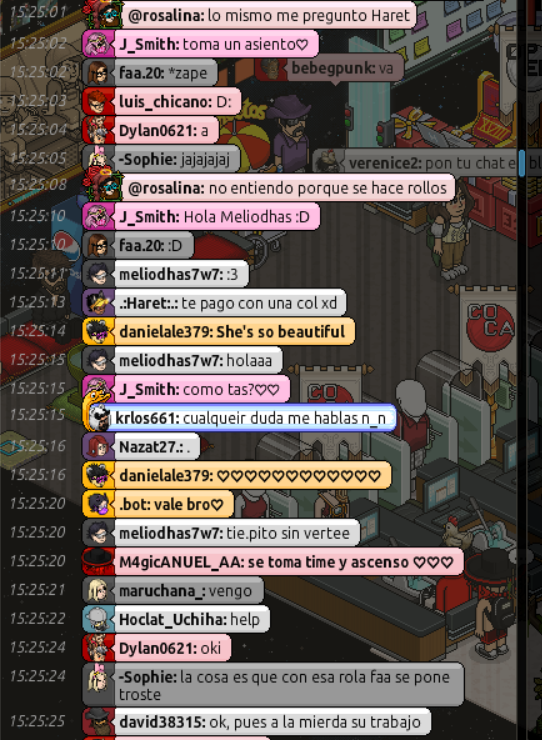 15:25:01 @rosalina: lo mismo me pregunto Haret
15:25:02 J_Smith: toma un asiento♡
15:25:02 faa.20: *zape
bebegpunk: va
15:25:03 luis_chicano: D:
15:25:04 Dylan0621: a
15:25:05 -Sophie: jajajajaj
verenice2: pon tu chat e
15:25:08 @rosalina: no entiendo porque se hace rollos
15:25:10 J_Smith: Hola Meliodhas :D
15:25:10 faa.20: :D
15:25:11 meliodhas7w7: :3
15:25:13 .:Haret:.: te pago con una col xd
15:25:14 danielale379: She's so beautiful
15:25:15 meliodhas7w7: holaaa
15:25:15 J_Smith: como tas?♡♡
15:25:15 krlos661: cualqueir duda me hablas n_n
15:25:16 Nazat27.: .
15:25:16 danielale379: ♡♡♡♡♡♡♡♡♡♡♡♡
15:25:20 .bot: vale bro♡
15:25:20 meliodhas7w7: tie.pito sin vertee
15:25:20 M4gicANUEL_AA: se toma time y ascenso ♡♡♡
15:25:21 maruchana_: vengo
15:25:22 Hoclat_Uchiha: help
15:25:24 Dylan0621: oki
15:25:24 -Sophie: la cosa es que con esa rola faa se pone
troste
15:25:25 david38315: ok, pues a la mierda su trabajo
XVIII
CO
CA
CO